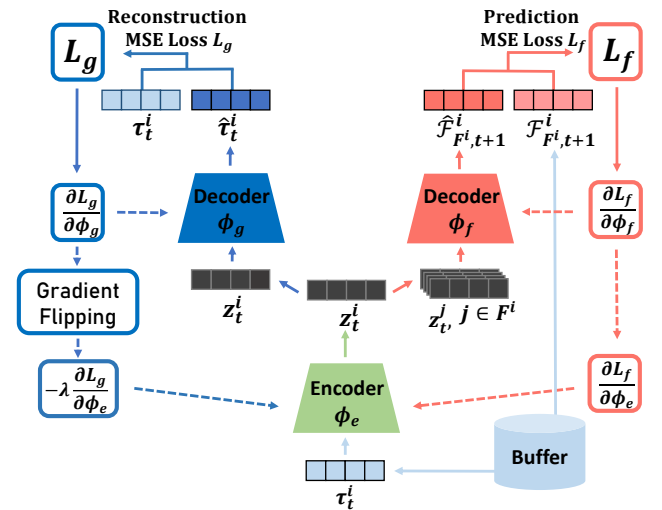 Reconstruction
MSE Loss L_g
Prediction
MSE Loss L_f
L_g
L_f
τ_t^i
τ̂_t^i
ℱ̂^i_{F^i,t+1}
ℱ^i_{F^i,t+1}
Decoder
ϕ_g
Decoder
ϕ_f
∂L_g
∂ϕ_g
∂L_f
∂ϕ_f
Gradient
Flipping
z_t^i
z_t^i
z_t^j, j ∈ F^i
−λ ∂L_g
∂ϕ_e
Encoder
ϕ_e
∂L_f
∂ϕ_e
Buffer
τ_t^i